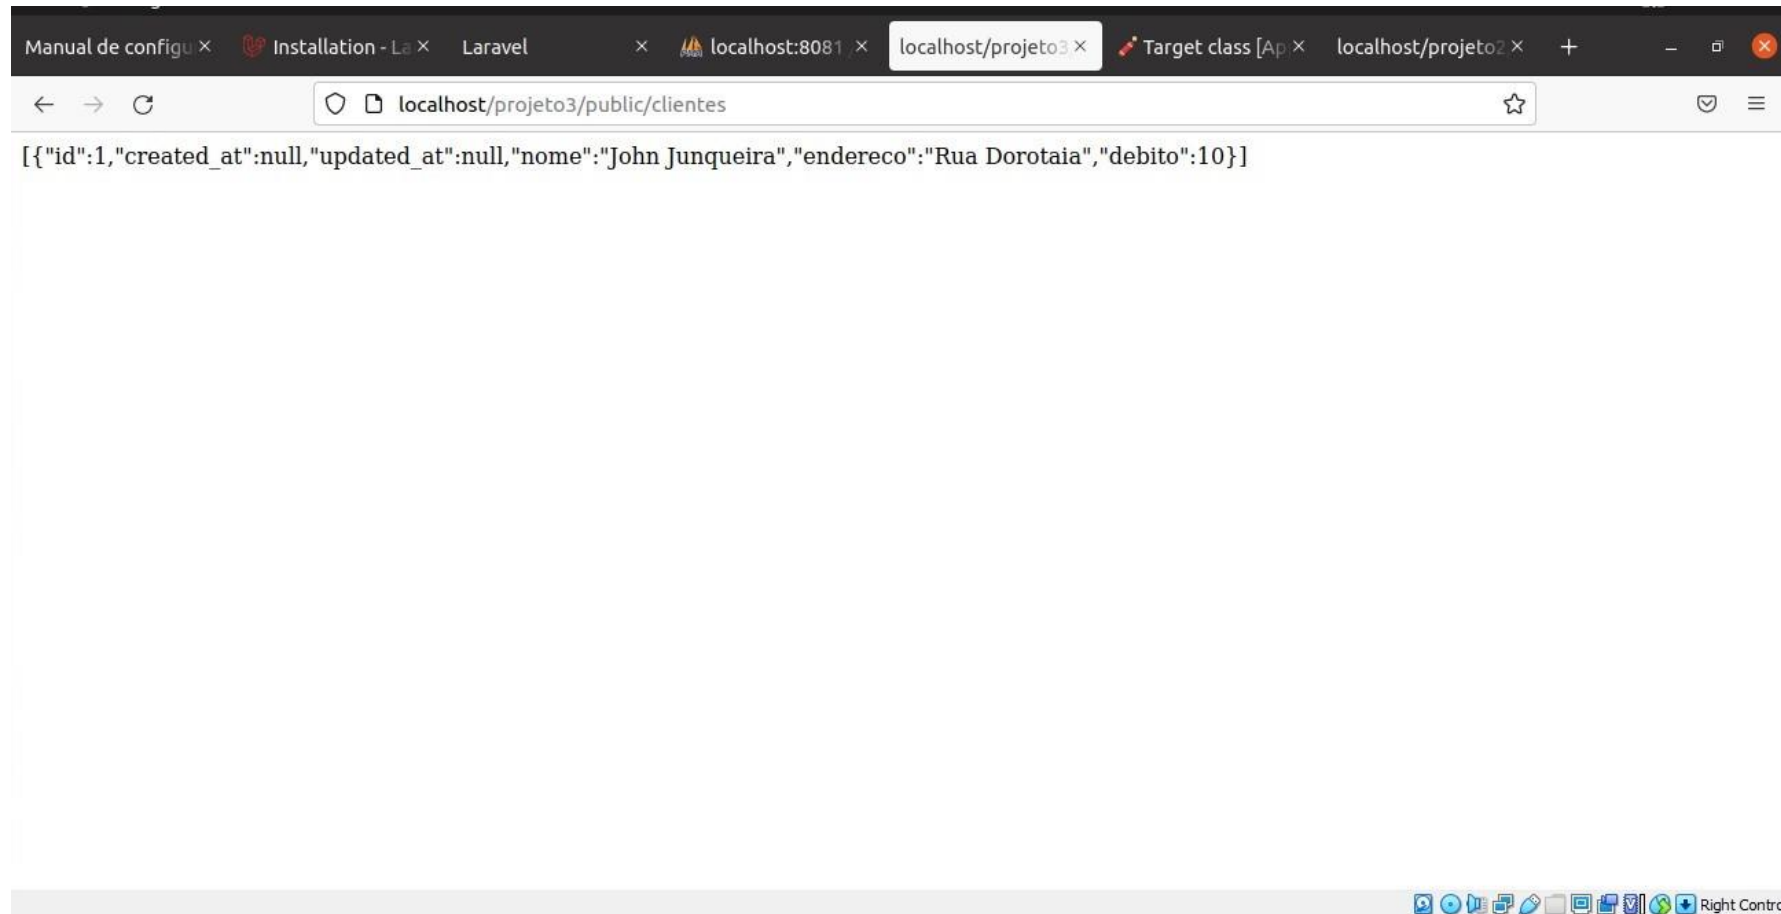 Manual de configu
Installation - La
Laravel
localhost:8081 /
localhost/projeto3
Target class [Ap
localhost/projeto2
localhost/projeto3/public/clientes
[{"id":1,"created_at":null,"updated_at":null,"nome":"John Junqueira","endereco":"Rua Dorotaia","debito":10}]
Right Contro